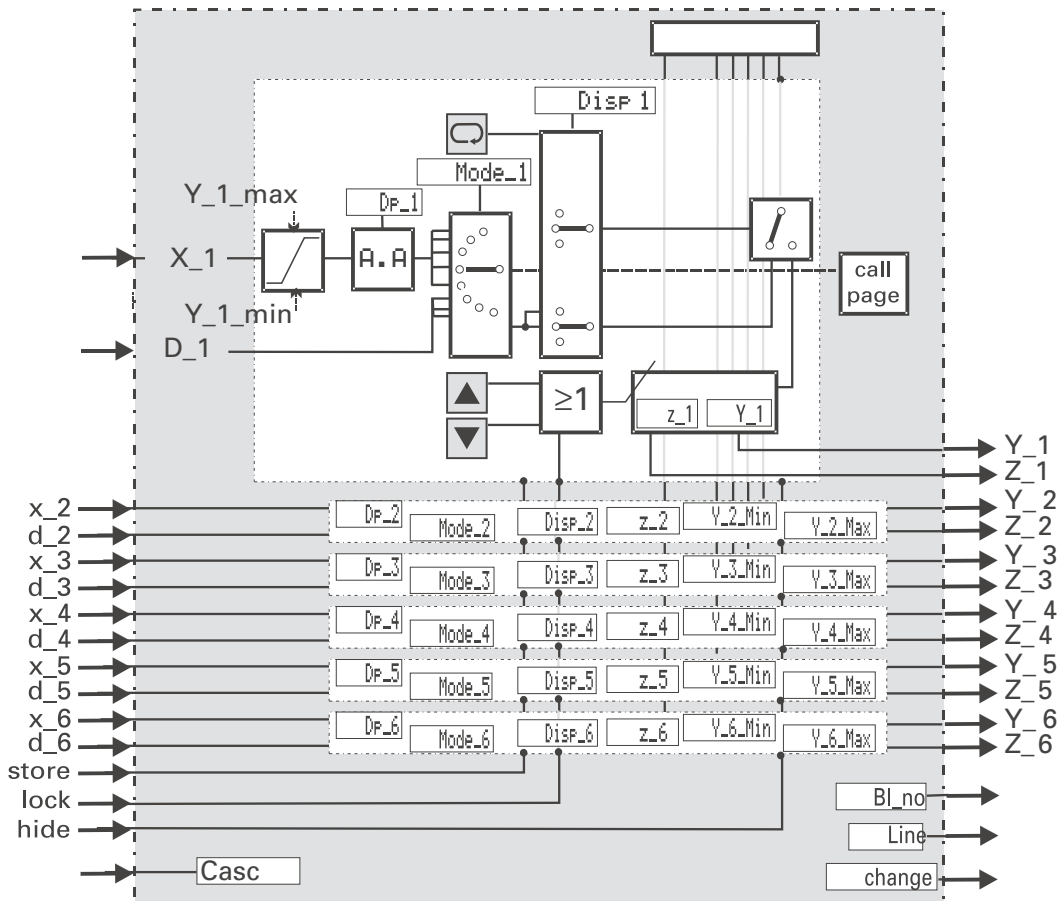 Disp 1
Mode_1
Y_1_max
Dp_1
X_1
A.A
call
page
Y_1_min
D_1
≥1
z_1 Y_1
Y_1
Z_1
x_2 Dp_2 Disp_2 z_2 Y_2_Min Y_2
d_2 Mode_2 Y_2_Max Z_2
x_3 Dp_3 Disp_3 z_3 Y_3_Min Y_3
d_3 Mode_3 Y_3_Max Z_3
x_4 Dp_4 Disp_4 z_4 Y_4_Min Y_4
d_4 Mode_4 Y_4_Max Z_4
x_5 Dp_5 Disp_5 z_5 Y_5_Min Y_5
d_5 Mode_5 Y_5_Max Z_5
x_6 Dp_6 Disp_6 z_6 Y_6_Min Y_6
d_6 Mode_6 Y_6_Max Z_6
store
lock Bl_no
hide Line
Casc change